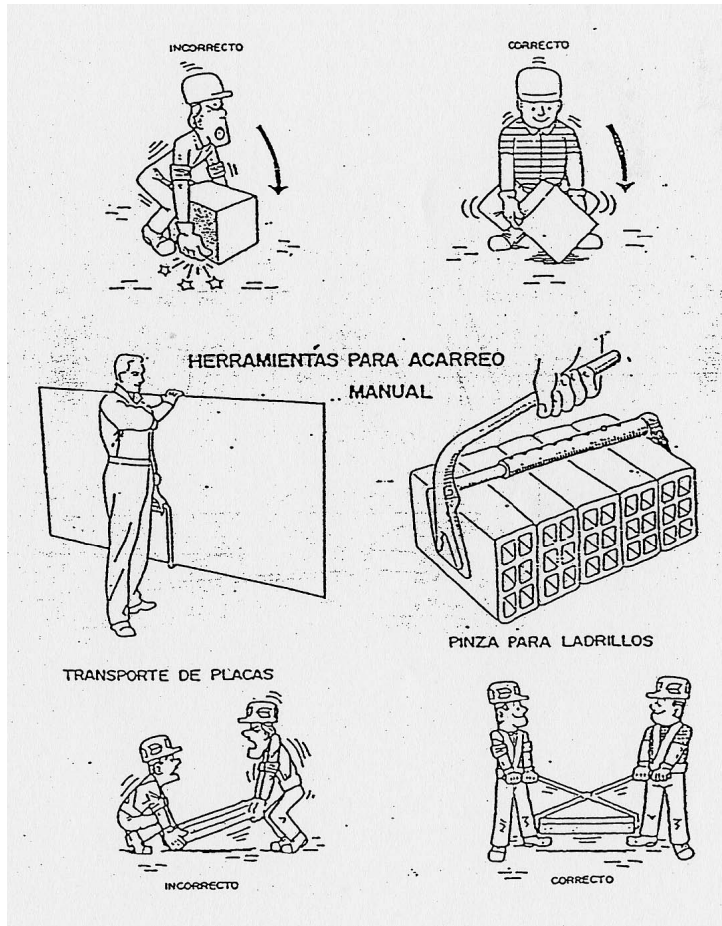 INCORRECTO
CORRECTO
HERRAMIENTAS PARA ACARREO
MANUAL
PINZA PARA LADRILLOS
TRANSPORTE DE PLACAS
INCORRECTO
CORRECTO